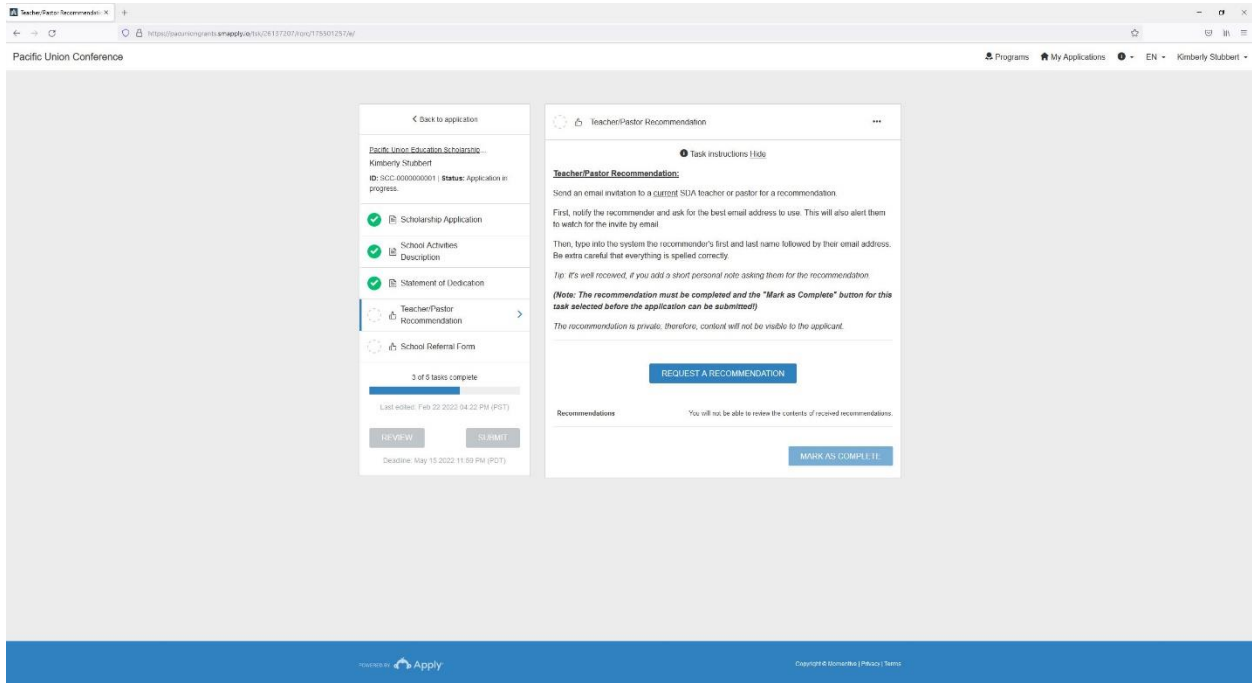 Teacher/Pastor Recommendati
https://pacuniongrants.smapply.io/
Pacific Union Conference
Programs My Applications EN Kimberly Stubbert
Back to application
Pacific Union Education Scholarship...
Kimberly Stubbert
ID: SCC-0000000001 | Status: Application in
progress.
Scholarship Application
School Activities
Description
Statement of Dedication
Teacher/Pastor
Recommendation
School Referral Form
3 of 5 tasks complete
Last edited: Feb 22 2022 04:22 PM (PST)
REVIEW SUBMIT
Deadline: May 15 2022 11:59 PM (PDT)
Teacher/Pastor Recommendation
Task instructions Hide
Teacher/Pastor Recommendation:
Send an email invitation to a current SDA teacher or pastor for a recommendation.
First, notify the recommender and ask for the best email address to use. This will also alert them
to watch for the invite by email.
Then, type into the system the recommender's first and last name followed by their email address.
Be extra careful that everything is spelled correctly.
Tip: It's well received, if you add a short personal note asking them for the recommendation.
(Note: The recommendation must be completed and the "Mark as Complete" button for this
task selected before the application can be submitted!)
The recommendation is private, therefore, content will not be visible to the applicant.
REQUEST A RECOMMENDATION
Recommendations You will not be able to review the contents of received recommendations.
MARK AS COMPLETE
POWERED BY Apply
Copyright © Momentive | Privacy | Terms